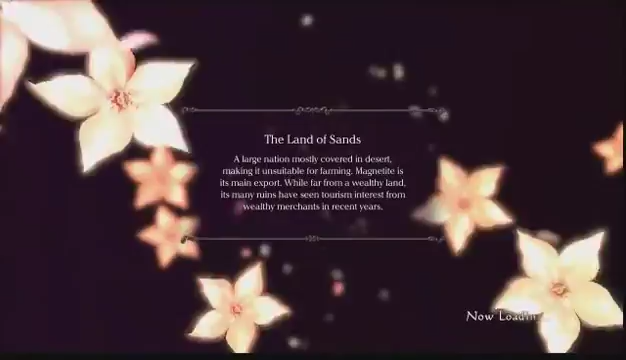 The Land of Sands
A large nation mostly covered in desert,
making it unsuitable for farming. Magnetite is
its main export. While far from a wealthy land,
its many ruins have seen tourism interest from
wealthy merchants in recent years.
Now Loading